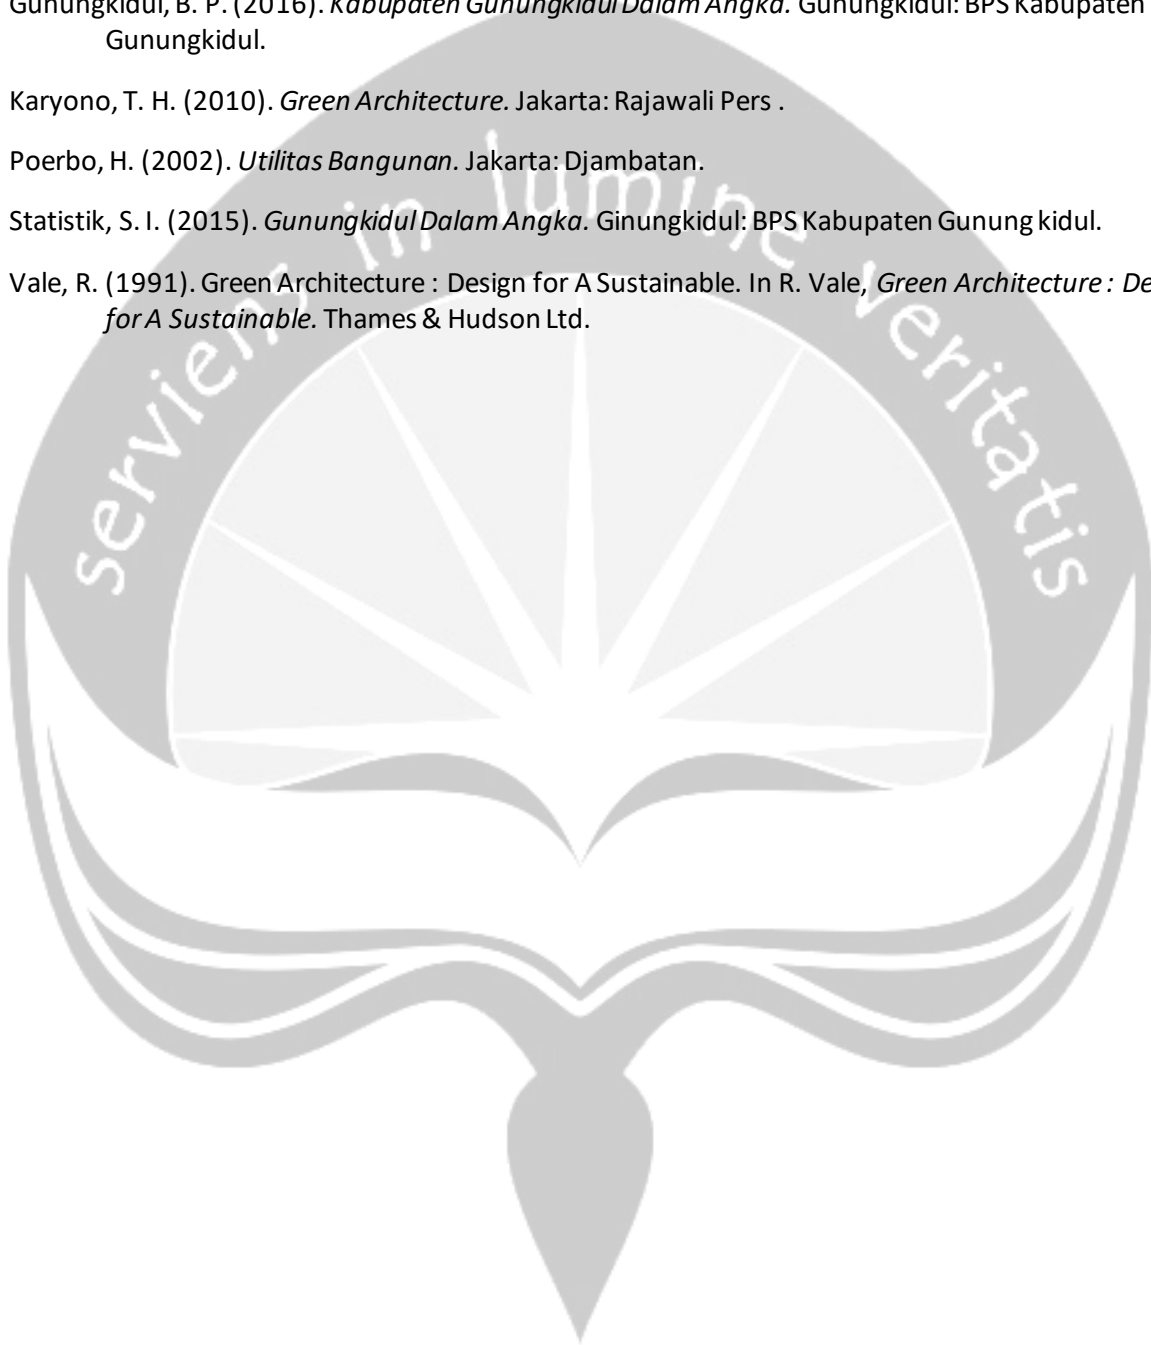 Gunungkidul, B. P. (2016). Kabupaten Gunungkidul Dalam Angka. Gunungkidul: BPS Kabupaten
Gunungkidul.
Karyono, T. H. (2010). Green Architecture. Jakarta: Rajawali Pers .
Poerbo, H. (2002). Utilitas Bangunan. Jakarta: Djambatan.
Statistik, S. I. (2015). Gunungkidul Dalam Angka. Ginungkidul: BPS Kabupaten Gunung kidul.
Vale, R. (1991). Green Architecture : Design for A Sustainable. In R. Vale, Green Architecture : De
for A Sustainable. Thames & Hudson Ltd.
serviens in lumine veritatis